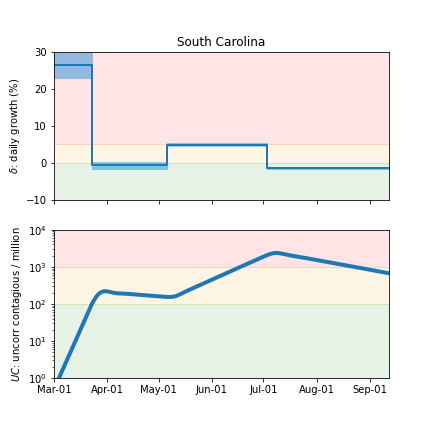 South Carolina
30
20
10
0
−10
δ: daily growth (%)
10⁴
10³
10²
10¹
10⁰
UC: uncorr contagious / million
Mar-01 Apr-01 May-01 Jun-01 Jul-01 Aug-01 Sep-01